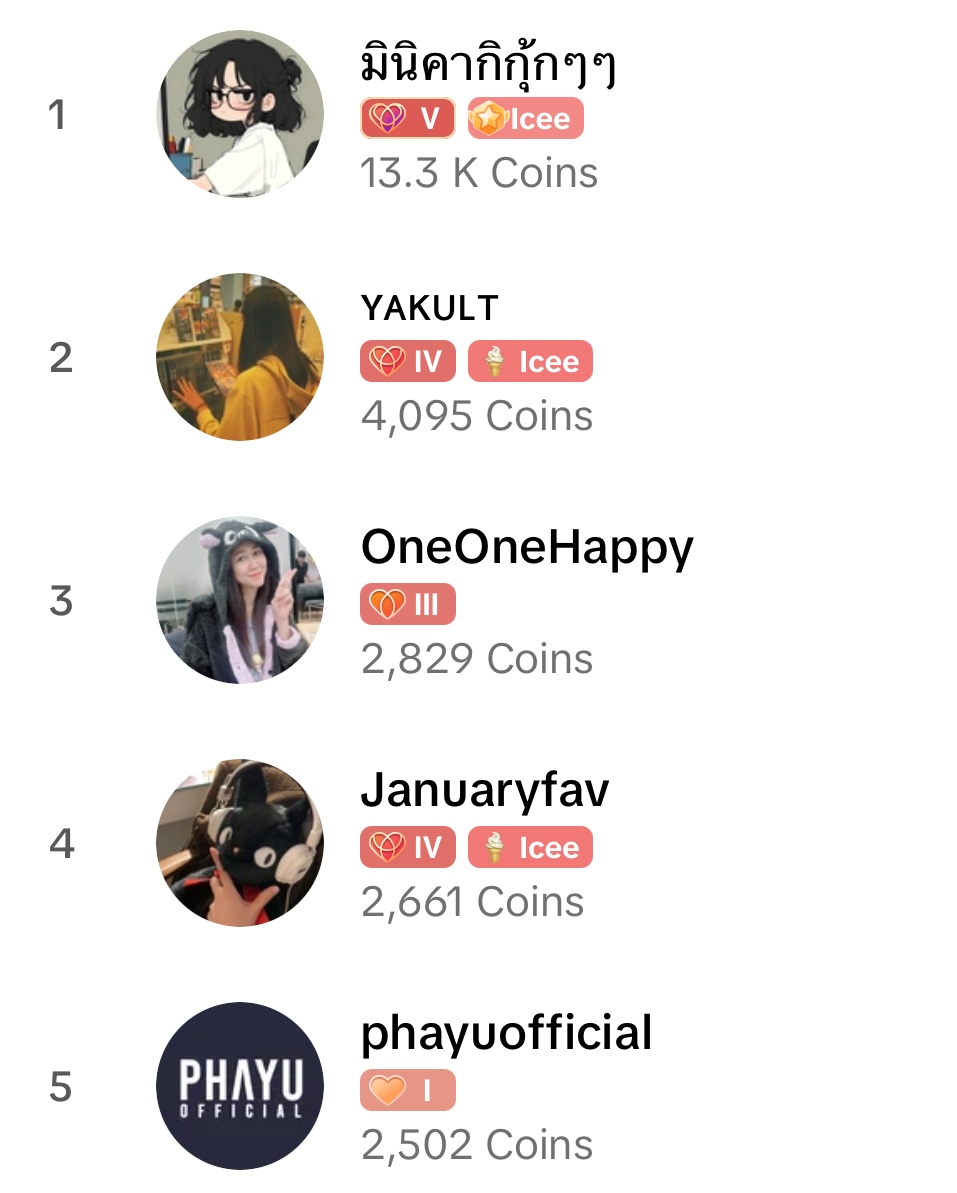 1
มินิคากิกุ้กๆๆ
V Icee
13.3 K Coins
2
YAKULT
IV Icee
4,095 Coins
3
OneOneHappy
III
2,829 Coins
4
Januaryfav
IV Icee
2,661 Coins
5
PHAYU
OFFICIAL
phayuofficial
I
2,502 Coins